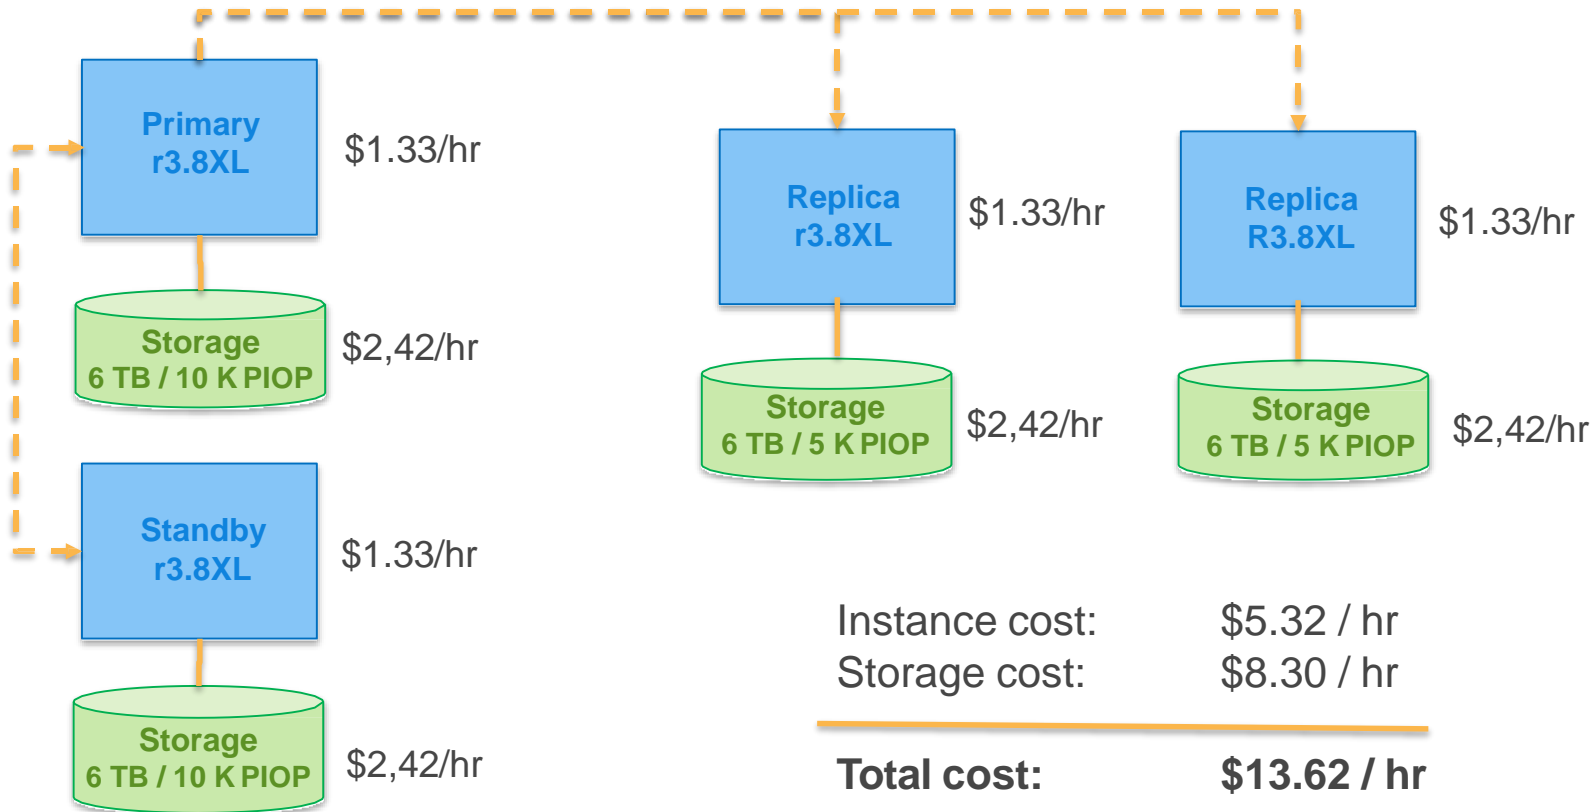 Primary
r3.8XL
$1.33/hr
Storage
6 TB / 10 K PIOP
$2,42/hr
Standby
r3.8XL
$1.33/hr
Storage
6 TB / 10 K PIOP
$2,42/hr
Replica
r3.8XL
$1.33/hr
Storage
6 TB / 5 K PIOP
$2,42/hr
Replica
R3.8XL
$1.33/hr
Storage
6 TB / 5 K PIOP
$2,42/hr
Instance cost: $5.32 / hr
Storage cost: $8.30 / hr
Total cost: $13.62 / hr